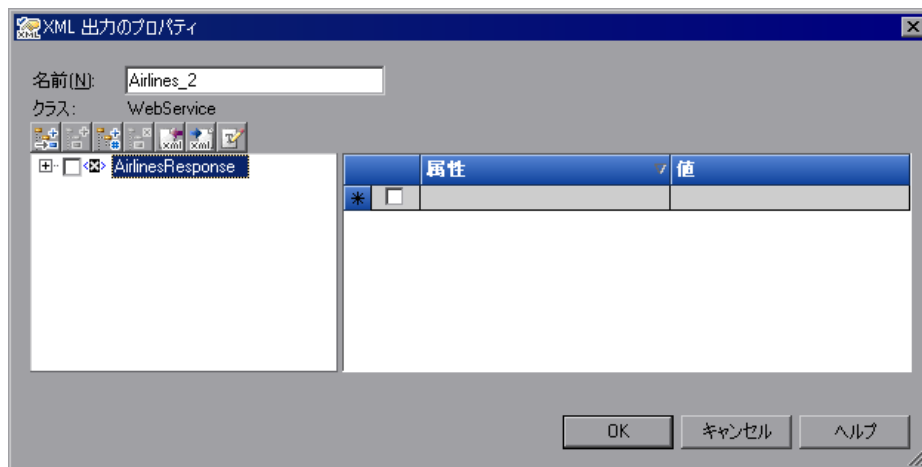 XML 出力のプロパティ
名前(N): Airlines_2
クラス: WebService
AirlinesResponse
属性 値
OK キャンセル ヘルプ